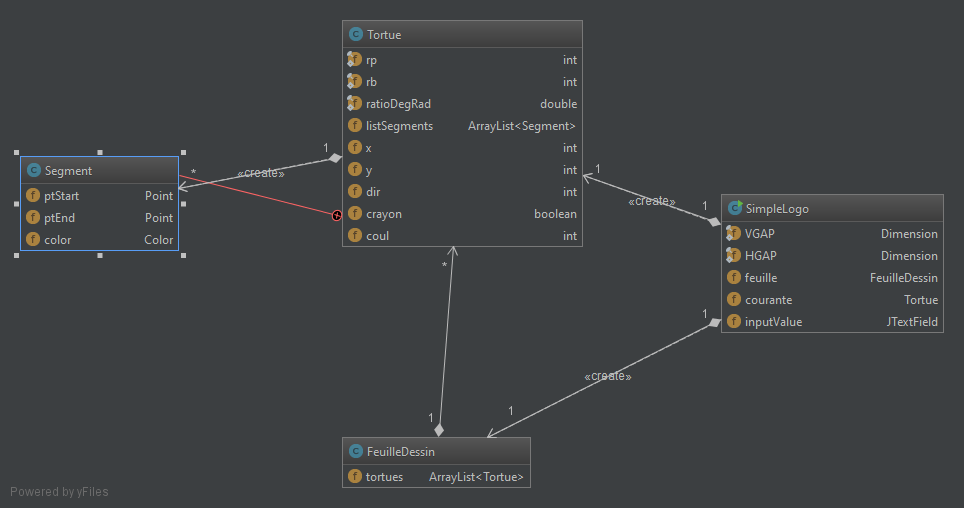 Tortue
rp int
rb int
ratioDegRad double
listSegments ArrayList<Segment>
x int
y int
dir int
crayon boolean
coul int
1
«create»
*
Segment
ptStart Point
ptEnd Point
color Color
1
«create»
1
SimpleLogo
VGAP Dimension
HGAP Dimension
feuille FeuilleDessin
courante Tortue
inputValue JTextField
*
1
1
«create»
1
FeuilleDessin
tortues ArrayList<Tortue>
Powered by yFiles